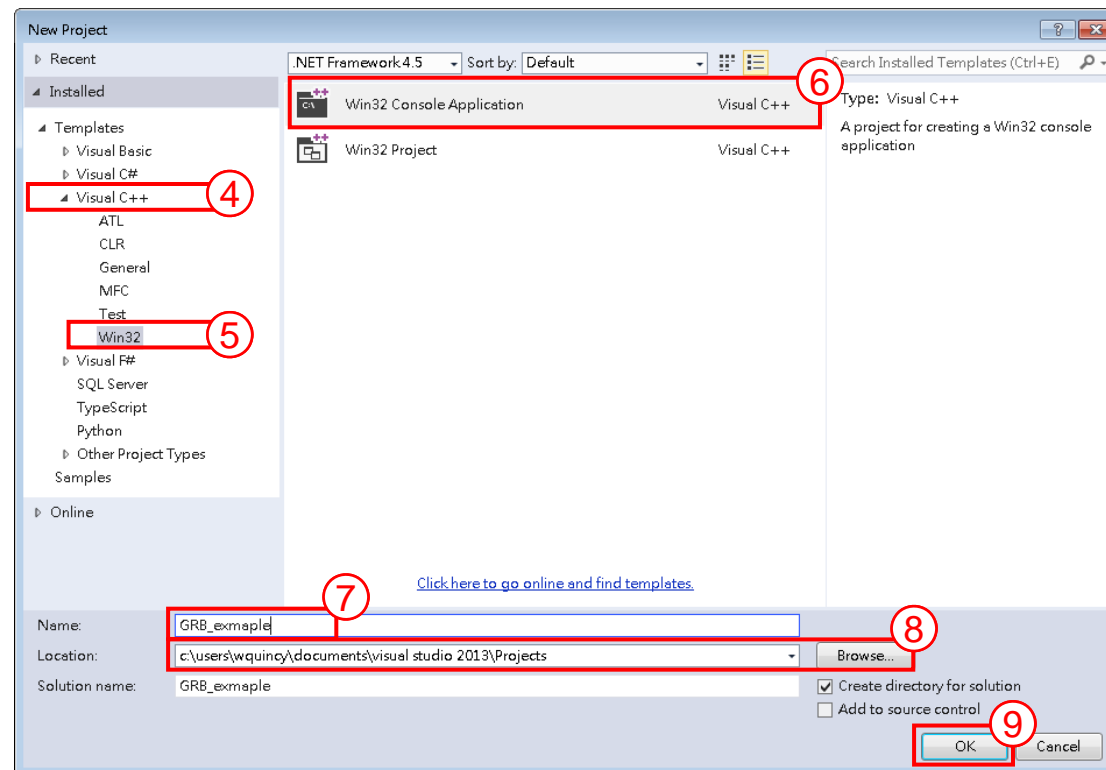 New Project
Recent
.NET Framework 4.5 Sort by: Default
Search Installed Templates (Ctrl+E)
Installed
Templates
Visual Basic
Visual C#
4
Visual C++
ATL
CLR
General
MFC
Test
5
Win32
Visual F#
SQL Server
TypeScript
Python
Other Project Types
Samples
Online
6
Win32 Console Application Visual C++
Win32 Project Visual C++
Type: Visual C++
A project for creating a Win32 console
application
Click here to go online and find templates.
7
Name: GRB_exmaple
8
Location: c:\users\wquincy\documents\visual studio 2013\Projects Browse...
Solution name: GRB_exmaple
Create directory for solution
Add to source control
9
OK Cancel